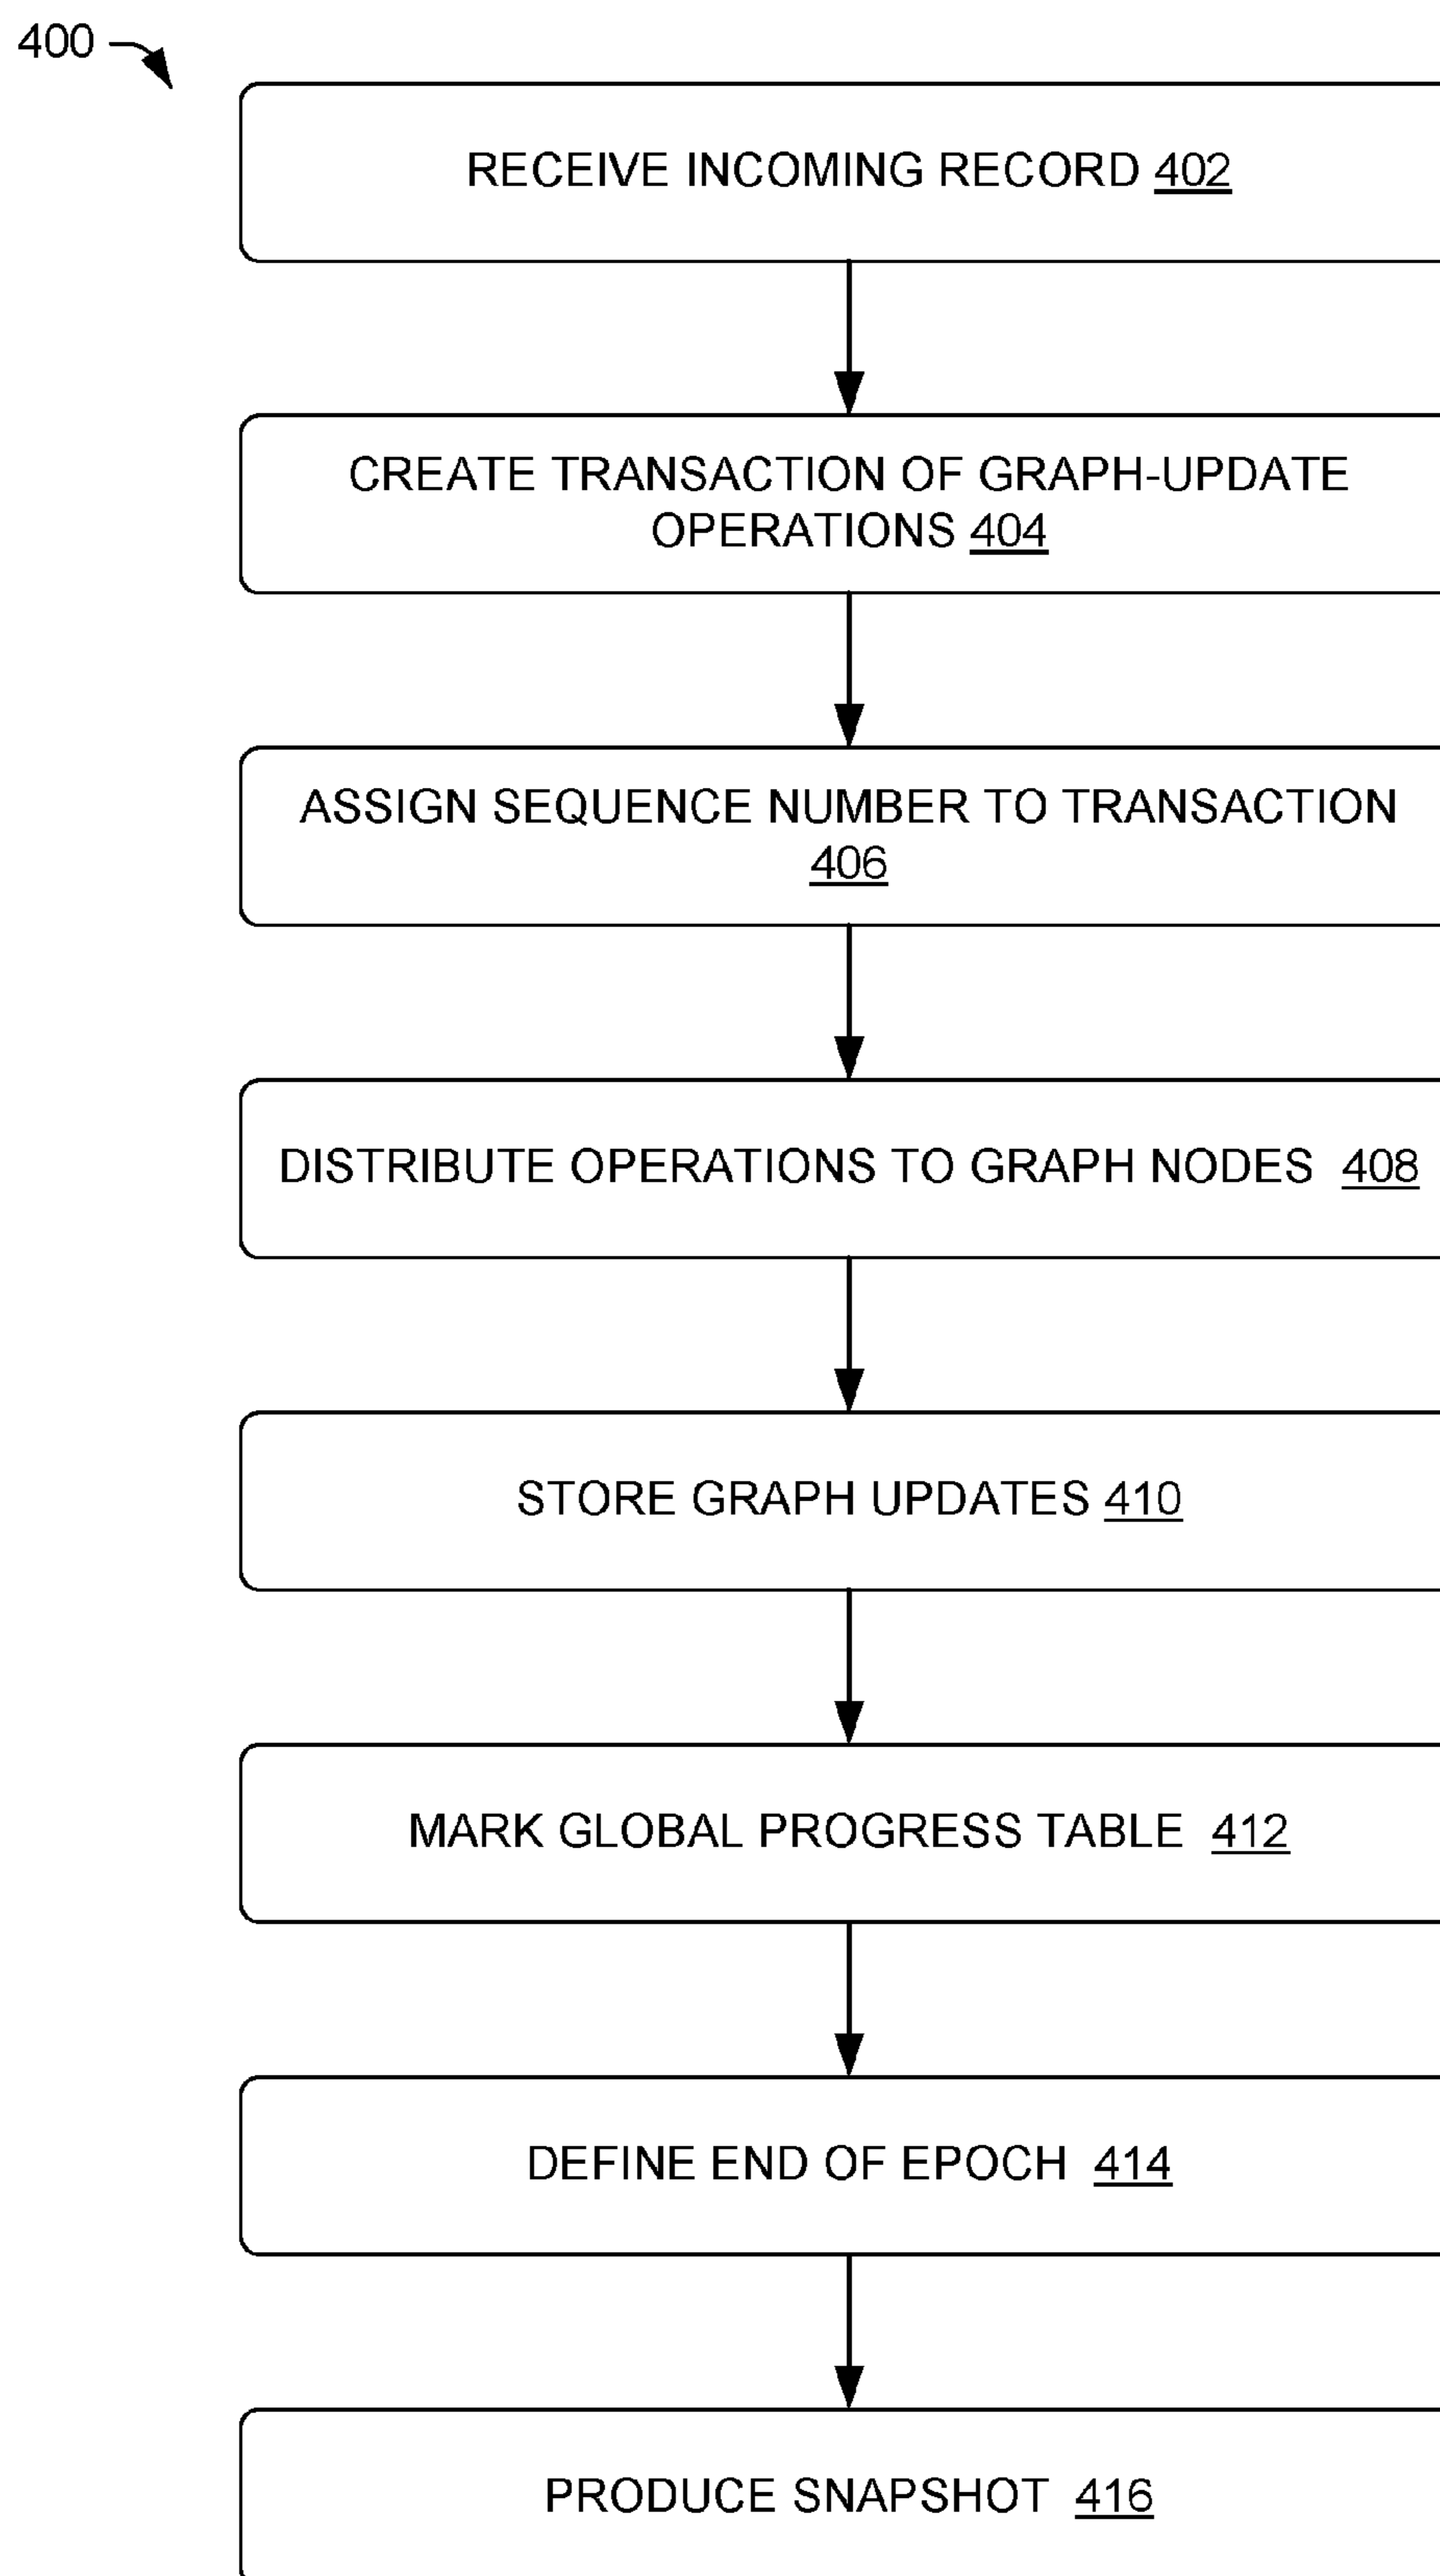 400
RECEIVE INCOMING RECORD 402
CREATE TRANSACTION OF GRAPH-UPDATE
OPERATIONS 404
ASSIGN SEQUENCE NUMBER TO TRANSACTION
406
DISTRIBUTE OPERATIONS TO GRAPH NODES 408
STORE GRAPH UPDATES 410
MARK GLOBAL PROGRESS TABLE 412
DEFINE END OF EPOCH 414
PRODUCE SNAPSHOT 416